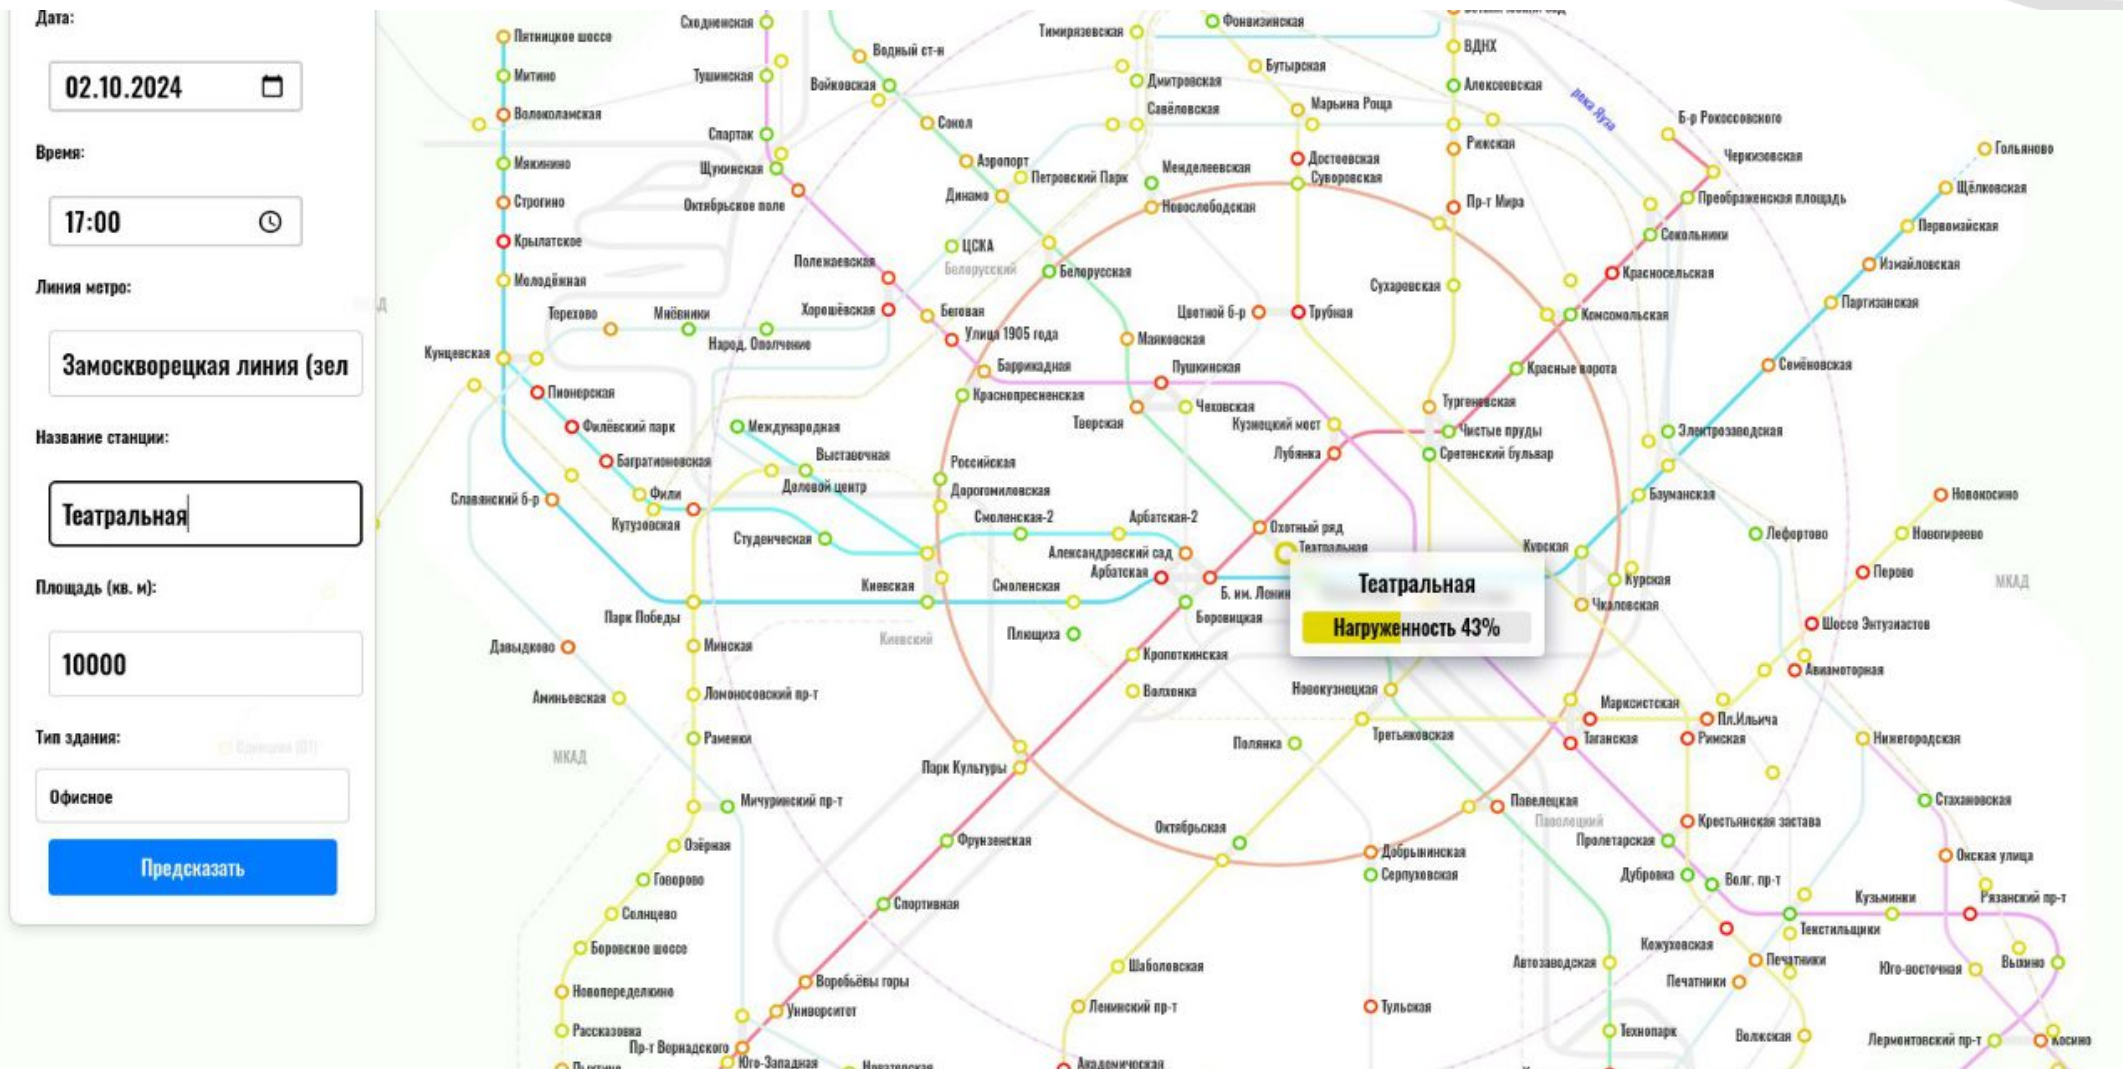 Дата:
02.10.2024
Время:
17:00
Линия метро:
Замоскворецкая линия (зел
Название станции:
Театральная
Площадь (кв. м):
10000
Тип здания:
Офисное
Предсказать
Пятницкое шоссе
Митино
Волоколамская
Мякинино
Строгино
Крылатское
Молодёжная
Кунцевская
Пионерская
Филёвский парк
Багратионовская
Фили
Кутузовская
Славянский б-р
Студенческая
Парк Победы
Минская
Давыдково
Аминьевская
Ломоносовский пр-т
Раменки
МКАД
Мичуринский пр-т
Озёрная
Говорово
Солнцево
Боровское шоссе
Новопеределкино
Рассказовка
Сходненская
Тушинская
Спартак
Щукинская
Октябрьское поле
Полежаевская
Хорошёвская
Терехово
Мнёвники
Народ. Ополчение
Беговая
Улица 1905 года
Баррикадная
Краснопресненская
Международная
Выставочная
Деловой центр
Российская
Дорогомиловская
Смоленская-2
Арбатская-2
Александровский сад
Арбатская
Киевская
Смоленская
Киевский
Плющиха
Водный ст-н
Войковская
Сокол
Аэропорт
Петровский Парк
Динамо
ЦСКА
Белорусский
Белорусская
Тимирязевская
Дмитровская
Савёловская
Менделеевская
Новослободская
Фонвизинская
Бутырская
Марьина Роща
Достоевская
Суворовская
Цветной б-р
Трубная
Маяковская
Пушкинская
Тверская
Чеховская
Кузнецкий мост
Лубянка
Охотный ряд
Театральная
Б. им. Ленин
Театральная
Нагруженность 43%
Боровицкая
Кропоткинская
Волхонка
Новокузнецкая
Третьяковская
Полянка
Парк Культуры
Октябрьская
Фрунзенская
Спортивная
Воробьёвы горы
Университет
Пр-т Вернадского
Юго-Западная
Шаболовская
Ленинский пр-т
Академическая
Добрынинская
Серпуховская
Тульская
ВДНХ
Алексеевская
Рижская
Пр-т Мира
Сухаревская
Тургеневская
Чистые пруды
Сретенский бульвар
река Яуза
Б-р Рокоссовского
Черкизовская
Преображенская площадь
Сокольники
Красносельская
Комсомольская
Красные ворота
Гольяново
Щёлковская
Первомайская
Измайловская
Партизанская
Семёновская
Электрозаводская
Бауманская
Курская
Курская
Чкаловская
Лефортово
Новокосино
Новогиреево
Перово
МКАД
Шоссе Энтузиастов
Авиамоторная
Марксистская
Пл.Ильича
Таганская
Римская
Нижегородская
Павелецкая
Павелецкий
Крестьянская застава
Пролетарская
Дубровка
Волг. пр-т
Стахановская
Окская улица
Кузьминки
Рязанский пр-т
Текстильщики
Кожуховская
Печатники
Печатники
Автозаводская
Технопарк
Волжская
Юго-восточная
Выхино
Лермонтовский пр-т
Косино